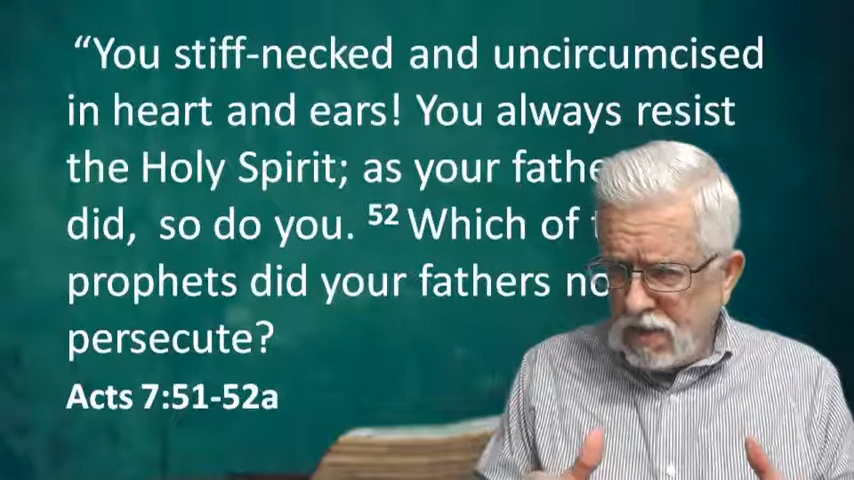 “You stiff-necked and uncircumcised
in heart and ears! You always resist
the Holy Spirit; as your
did, so do you. 52 Which of
prophets did your fathers
persecute?
Acts 7:51-52a